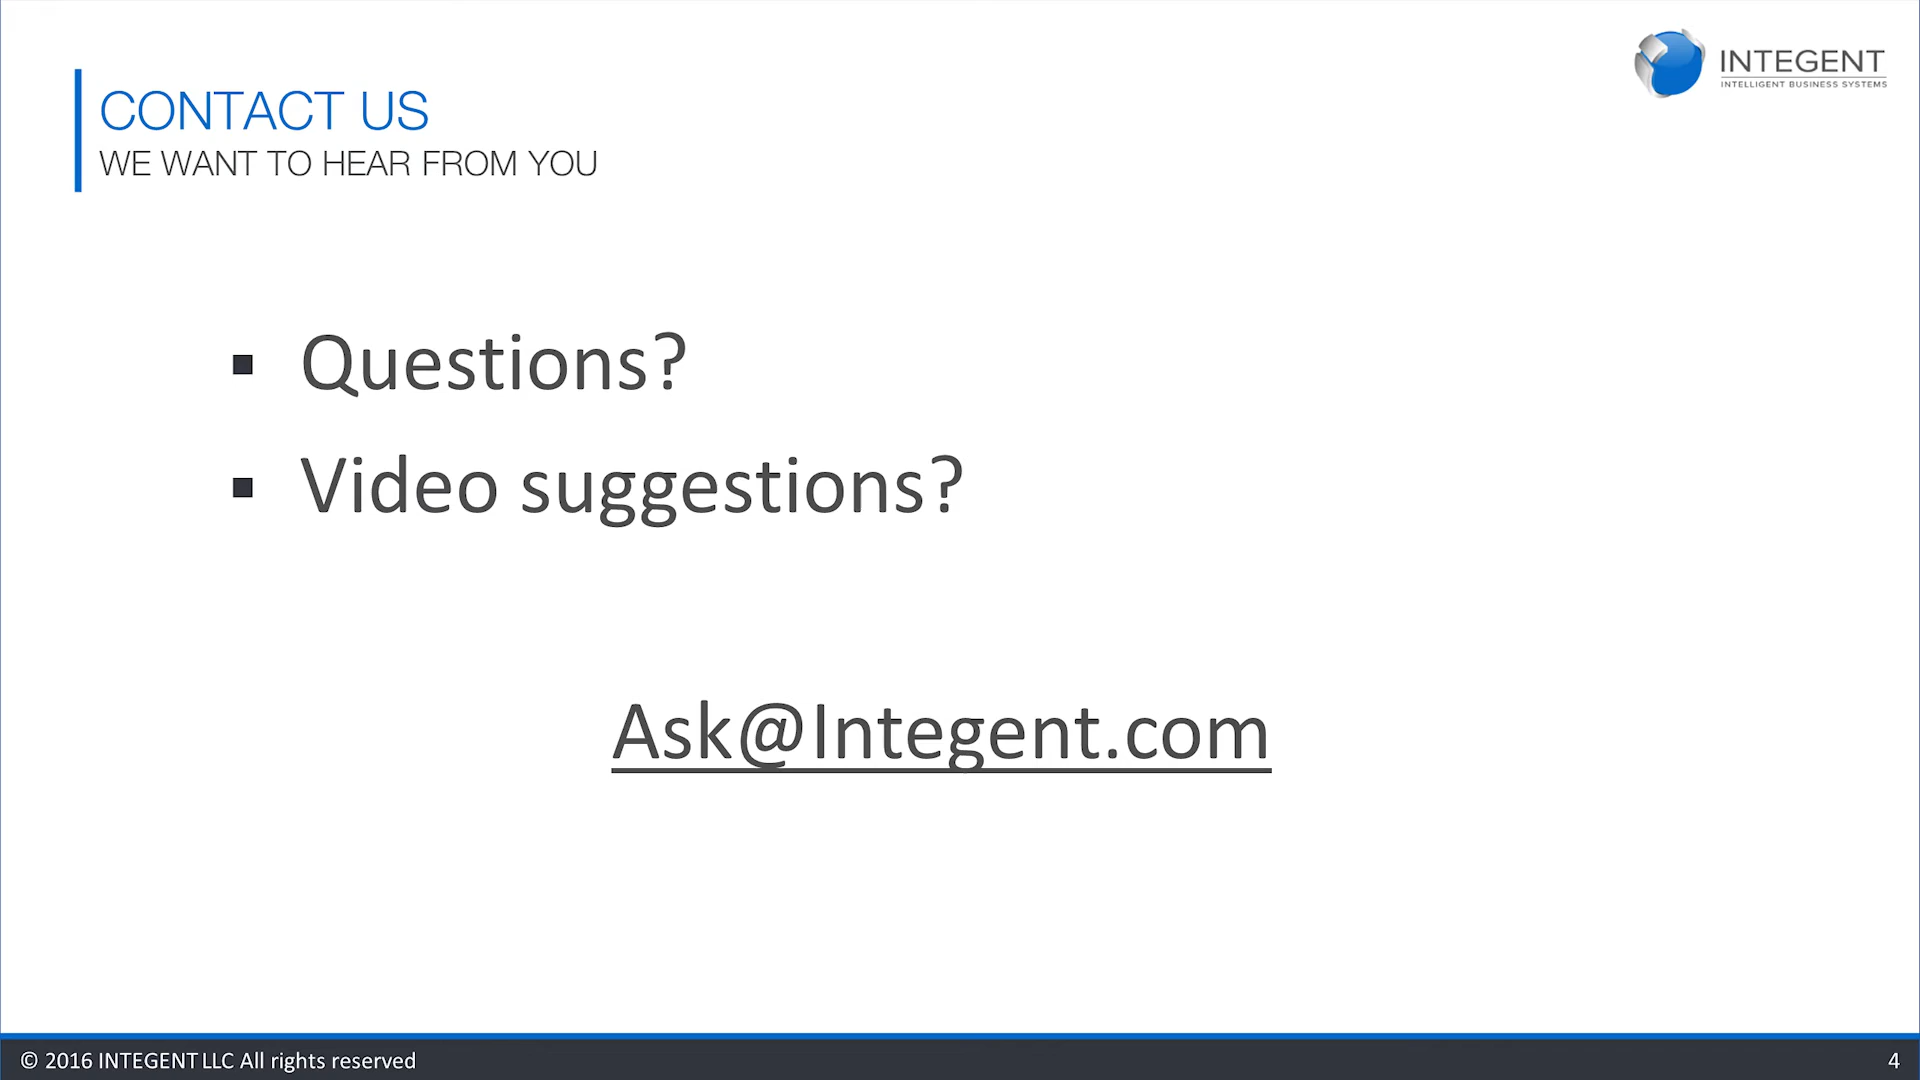 INTEGENT
INTELLIGENT BUSINESS SYSTEMS
CONTACT US
WE WANT TO HEAR FROM YOU
▪ Questions?
▪ Video suggestions?
Ask@Integent.com
© 2016 INTEGENT LLC All rights reserved
4